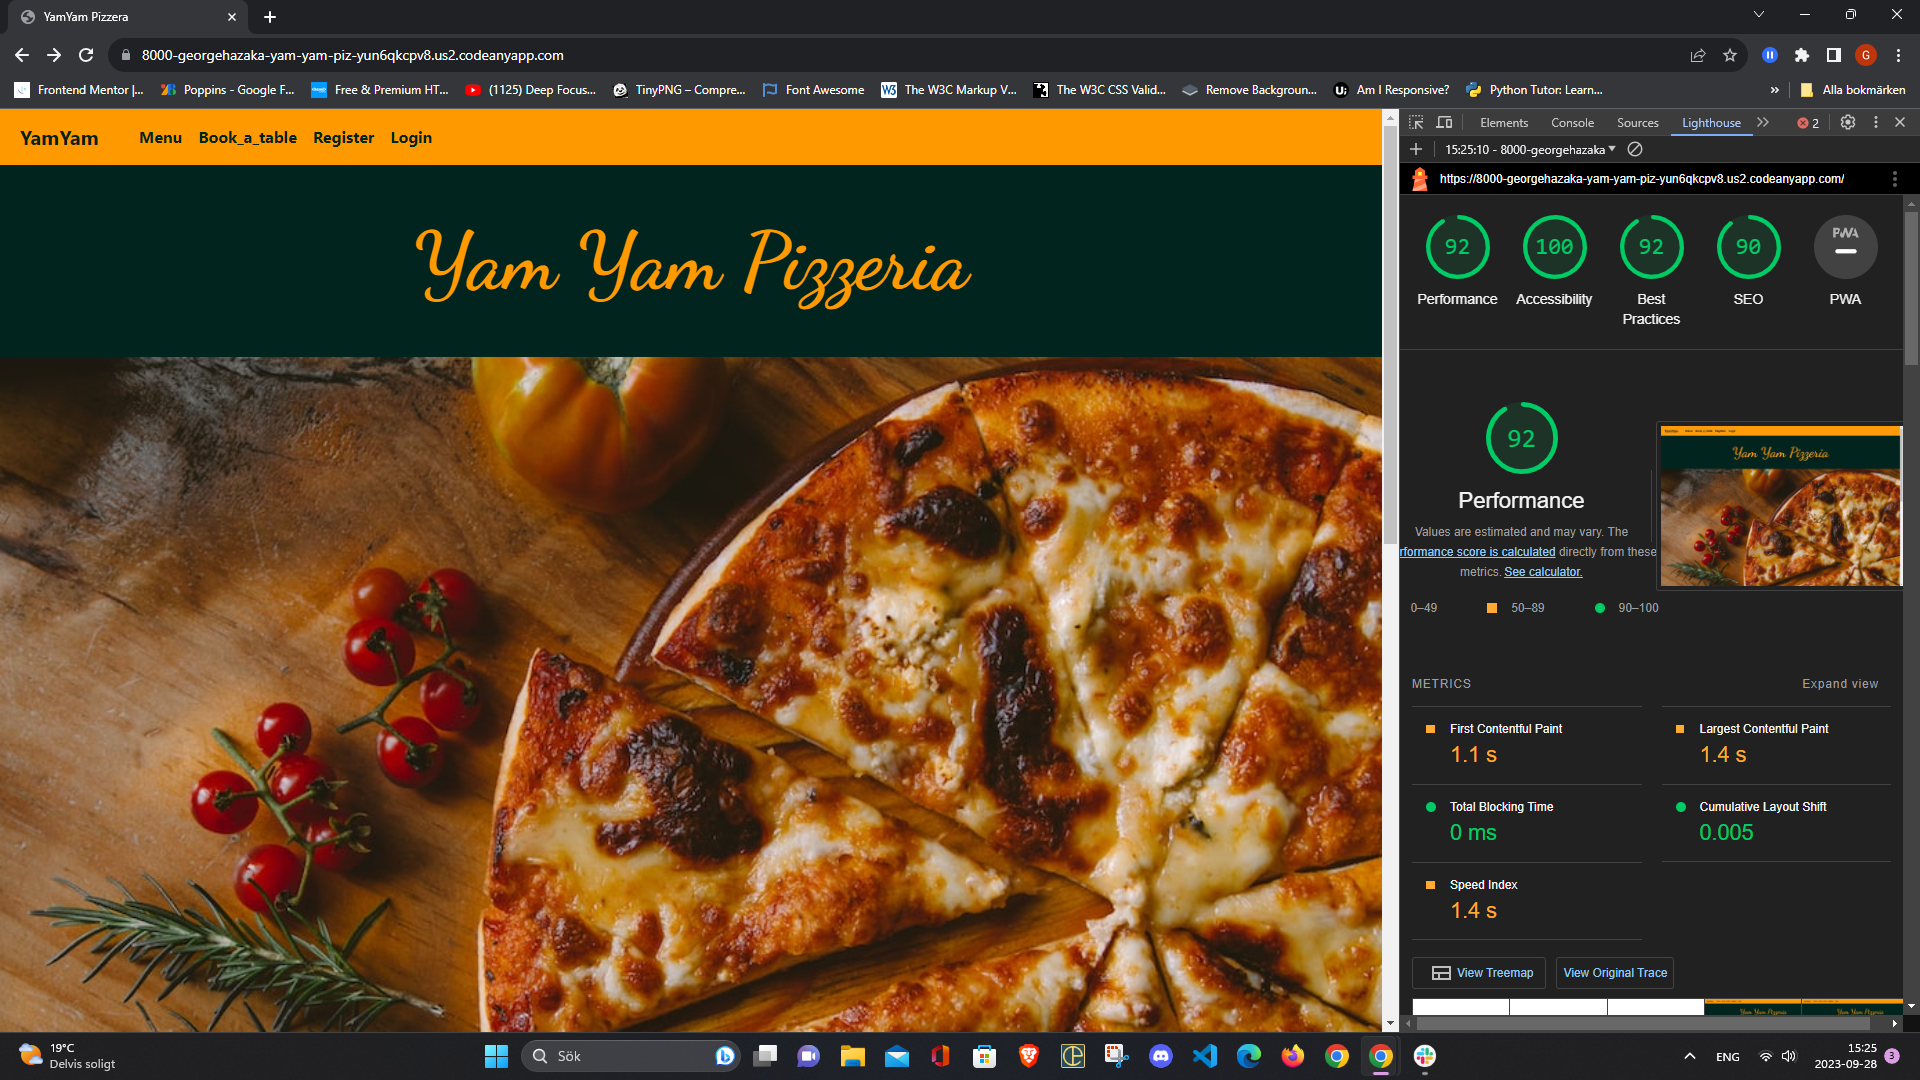 YamYam Pizzera
8000-georgehazaka-yam-yam-piz-yun6qkcpv8.us2.codeanyapp.com
G
Frontend Mentor |...
Poppins - Google F...
Free & Premium HT...
(1125) Deep Focus...
TinyPNG – Compre...
Font Awesome
The W3C Markup V...
The W3C CSS Valid...
Remove Backgroun...
Am I Responsive?
Python Tutor: Learn...
»
Alla bokmärken
YamYam
Menu
Book_a_table
Register
Login
Yam Yam Pizzeria
Elements
Console
Sources
Lighthouse
2
15:25:10 - 8000-georgehazaka
https://8000-georgehazaka-yam-yam-piz-yun6qkcpv8.us2.codeanyapp.com/
92
Performance
100
Accessibility
92
Best
Practices
90
SEO
PWA
PWA
92
Performance
Values are estimated and may vary. The
rformance score is calculated directly from these
metrics. See calculator.
0–49
50–89
90–100
Yam Yam Pizzeria
METRICS
Expand view
First Contentful Paint
1.1 s
Largest Contentful Paint
1.4 s
Total Blocking Time
0 ms
Cumulative Layout Shift
0.005
Speed Index
1.4 s
View Treemap
View Original Trace
19°C
Delvis soligt
Sök
ENG
15:25
2023-09-28
3